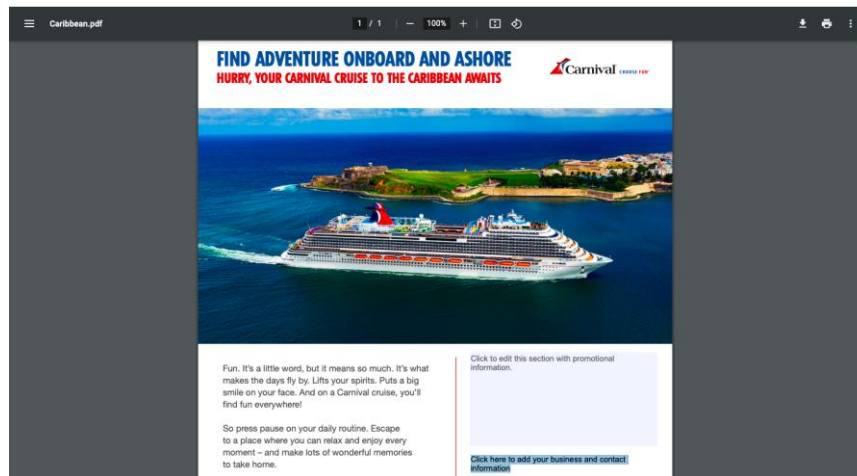 Caribbean.pdf
1 / 1
100%
FIND ADVENTURE ONBOARD AND ASHORE
HURRY, YOUR CARNIVAL CRUISE TO THE CARIBBEAN AWAITS
Carnival CHOOSE FUN®
Fun. It's a little word, but it means so much. It's what
makes the days fly by. Lifts your spirits. Puts a big
smile on your face. And on a Carnival cruise, you'll
find fun everywhere!
So press pause on your daily routine. Escape
to a place where you can relax and enjoy every
moment – and make lots of wonderful memories
to take home.
Click to edit this section with promotional
information.
Click here to add your business and contact
information